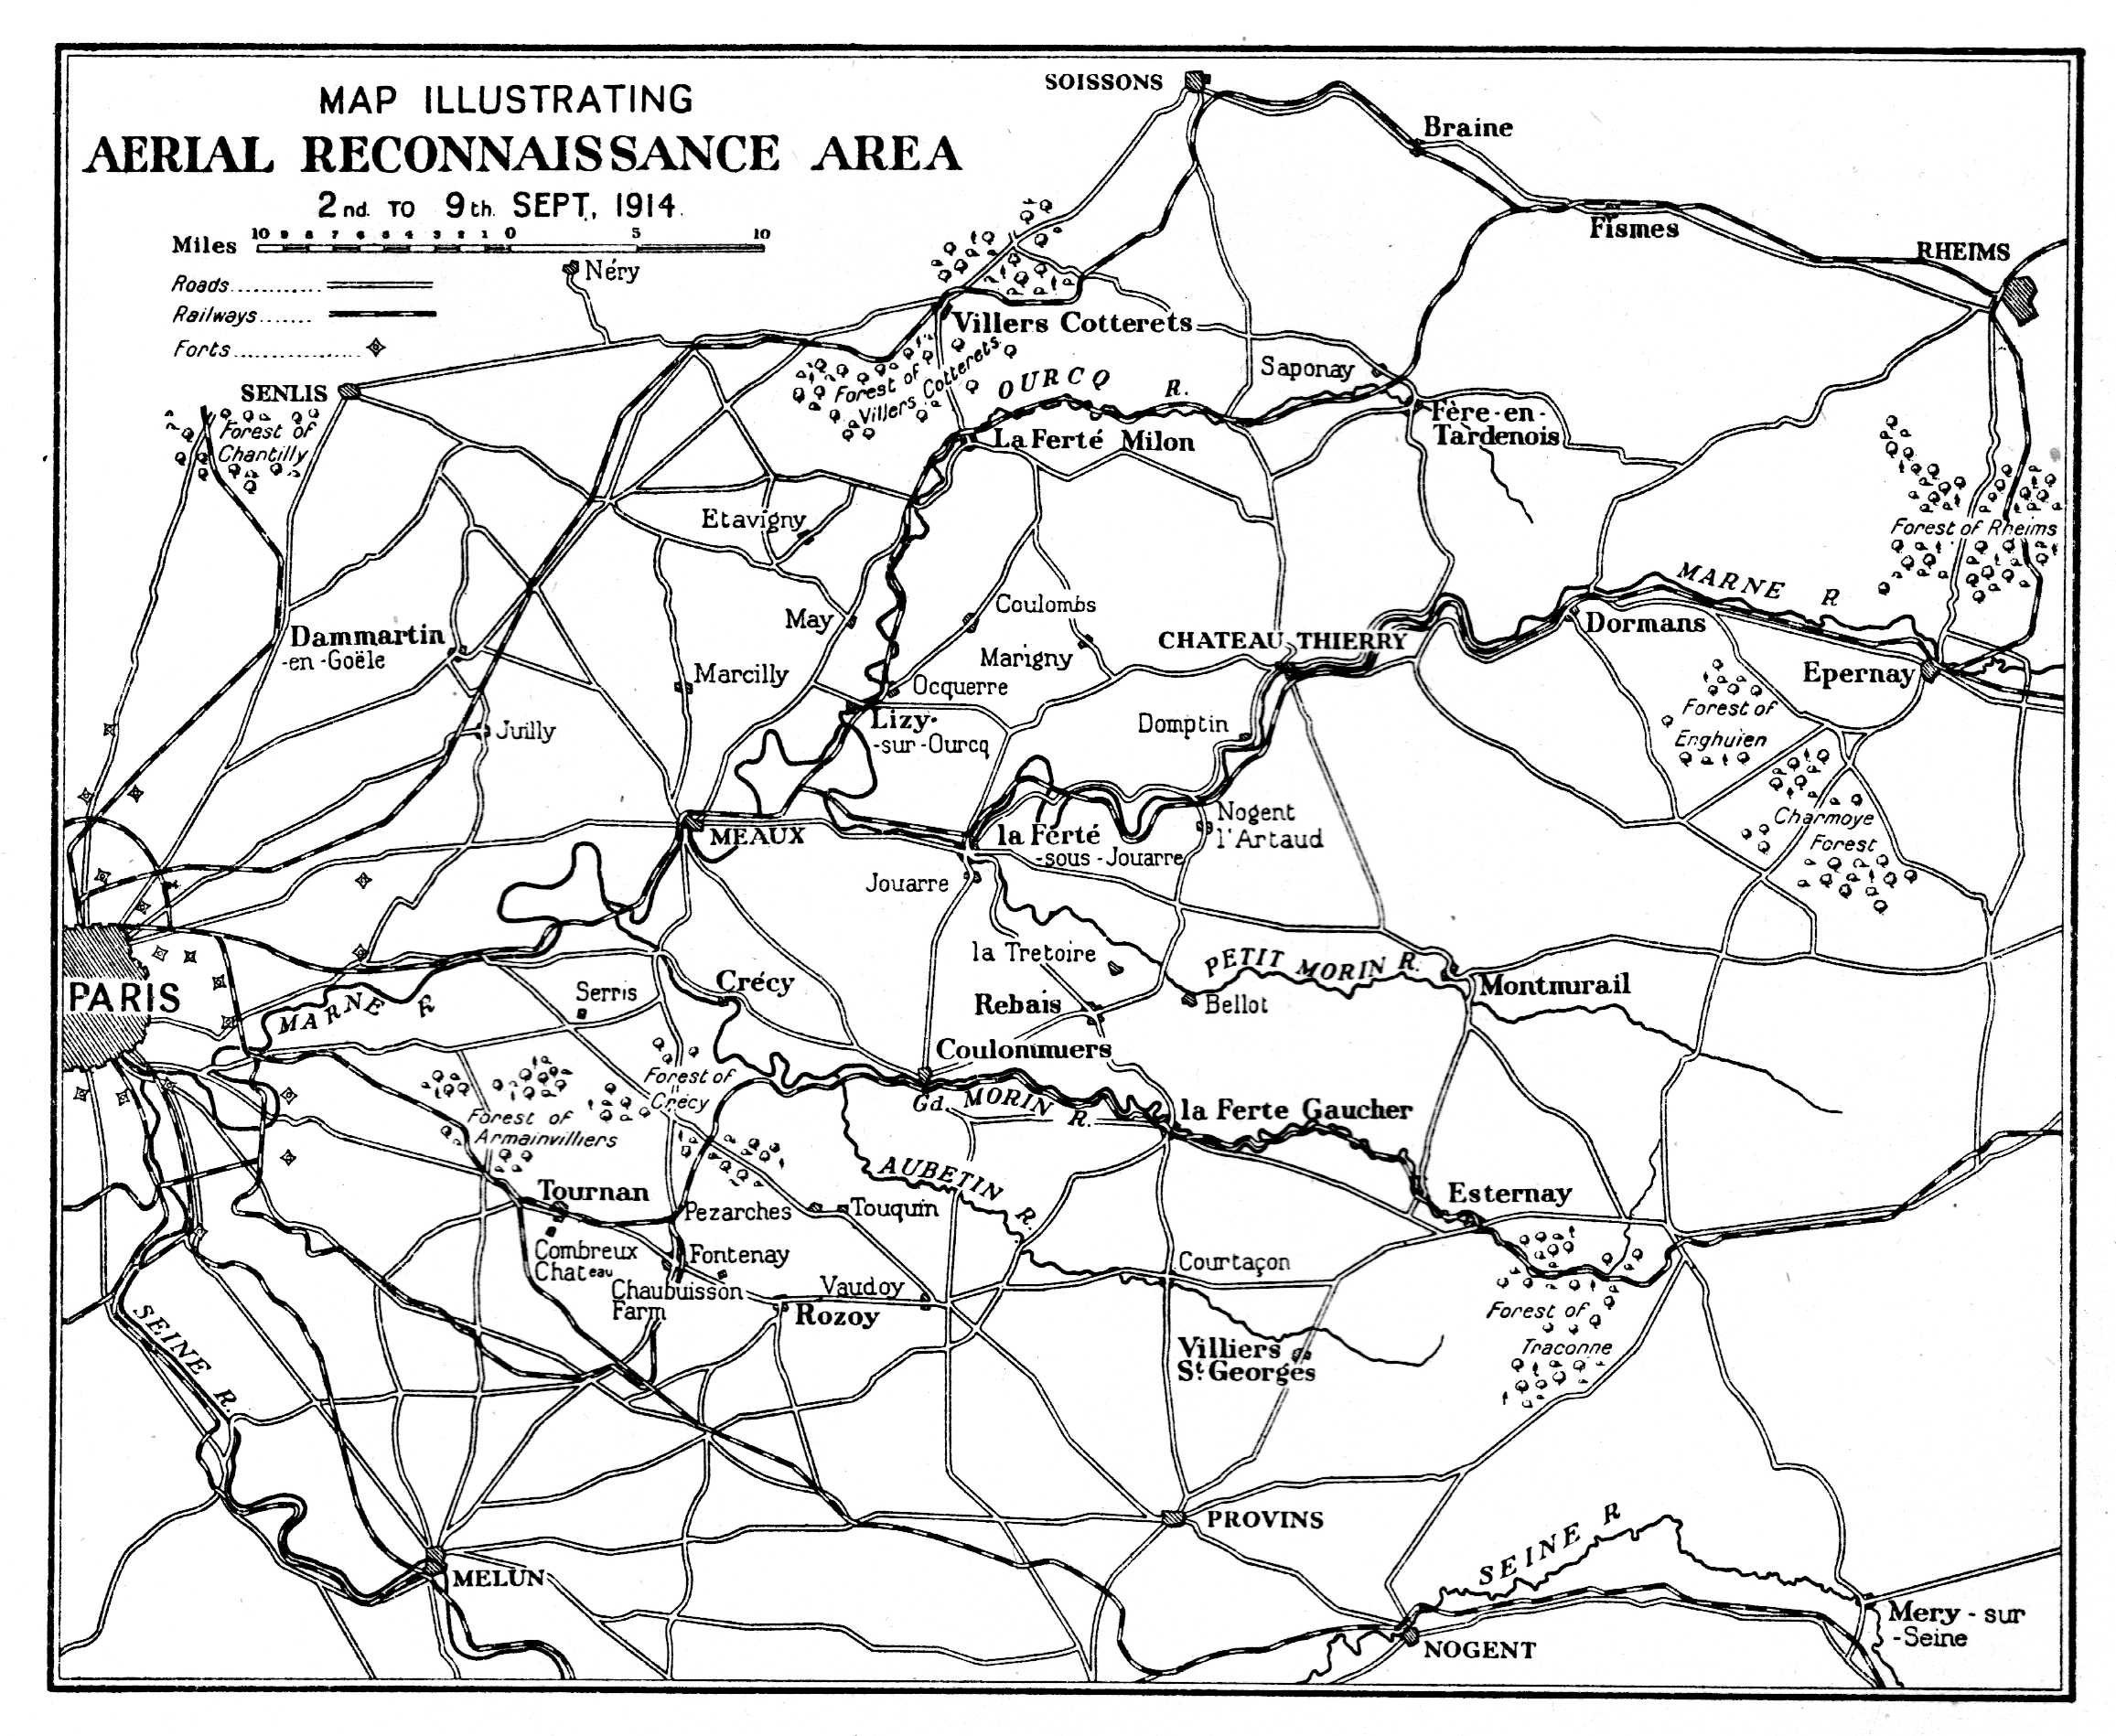 MAP ILLUSTRATING
AERIAL RECONNAISSANCE AREA
2nd. TO 9th. SEPT, 1914.
Miles 10 9 8 7 6 5 4 3 2 1 0 5 10
Roads
Railways
Forts
SOISSONS
Braine
Fismes
RHEIMS
Néry
Villers Cotterets
Forest of
Villers Cotterets
SENLIS
Forest of
Chantilly
OURCQ R.
Saponay
Fère-en-
Tardenois
La Ferté Milon
Etavigny
Forest of Rheims
MARNE R
Coulombs
May
Dormans
Dammartin
-en-Goële
CHATEAU THIERRY
Marigny
Epernay
Marcilly
Ocquerre
Lizy-
-sur-Ourcq
Domptin
Juilly
Forest of
Enghuien
Nogent
l'Artaud
MEAUX
la Ferté
-sous-Jouarre
Charmoye
Forest
Jouarre
la Tretoire
PETIT MORIN R.
Montmirail
PARIS
MARNE R
Serris
Crécy
Rebais
Bellot
Coulommiers
Forest of
Crécy
Gd. MORIN R.
la Ferte Gaucher
Forest of
Armainvilliers
AUBETIN R.
Tournan
Pezarches
Touquin
Esternay
Combreux
Chateau
Fontenay
Chaubuisson
Farm
Vaudoy
Rozoy
Courtaçon
Forest of
Traconne
SEINE R.
Villiers
St Georges
PROVINS
SEINE R
MELUN
NOGENT
Mery-sur
-Seine